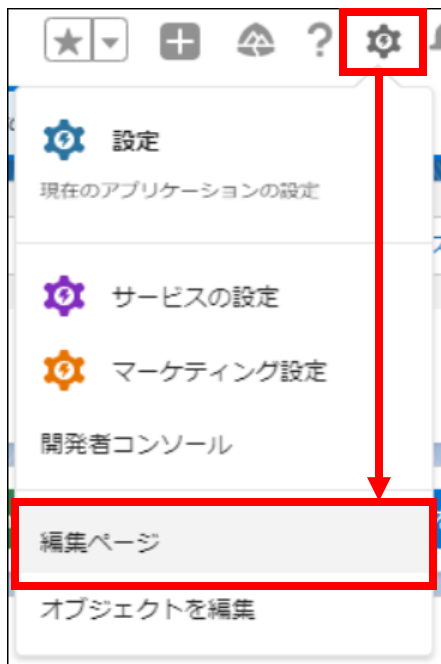 設定
現在のアプリケーションの設定
サービスの設定
マーケティング設定
開発者コンソール
編集ページ
オブジェクトを編集